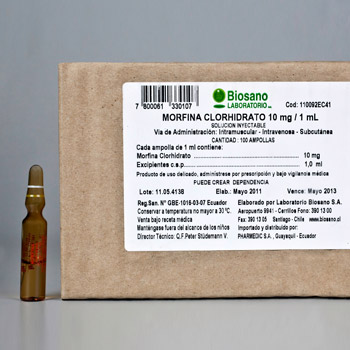 7 800061 330107
Biosano
LABORATORIO
Cod: 110092EC41
MORFINA CLORHIDRATO 10 mg / 1 mL
SOLUCION INYECTABLE
Via de Administración: Intramuscular - Intravenosa - Subcutánea
CANTIDAD : 100 AMPOLLAS
Cada ampolla de 1 ml contiene:
Morfina Clorhidrato 10 mg
Excipientes c.s.p. 1,0 ml
Producto de uso delicado, adminístrese por prescripción y bajo vigilancia médica
PUEDE CREAR DEPENDENCIA
Lote: 11.05.4138 Elab.: Mayo 2011 Vence: Mayo 2013
Reg.San. N° GBE-1016-03-07 Ecuador
Conservar a temperatura no mayor a 30 ºC.
Venta bajo receta médica
Manténgase fuera del alcance de los niños
Director Técnico: Q.F. Peter Stüdemann V.
Elaborado por Laboratorio Biosano S.A.
Aeropuerto 9941 - Cerrillos Fono: 390 13 00
Fax 390 13 05 Santiago - Chile www.biosano.cl
Importado y distribuido por:
PHARMEDIC S.A., Guayaquil - Ecuador